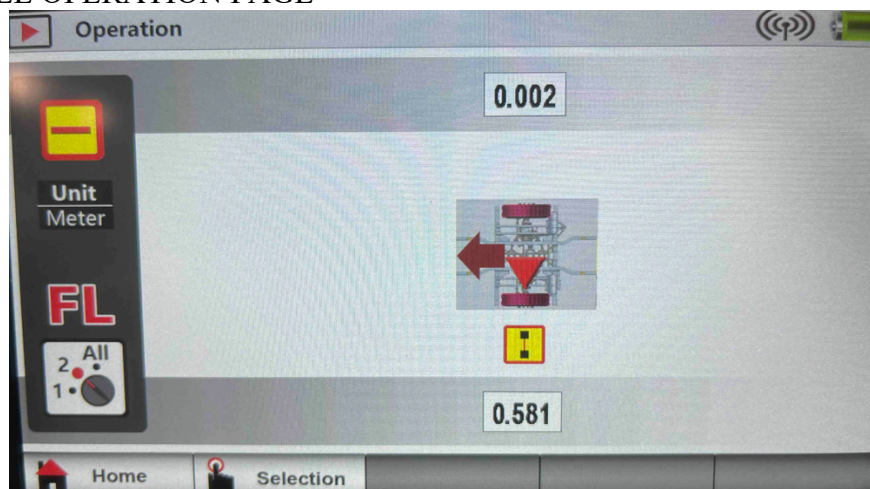 Operation
0.002
Unit
Meter
FL
All
2
1
0.581
Home
Selection